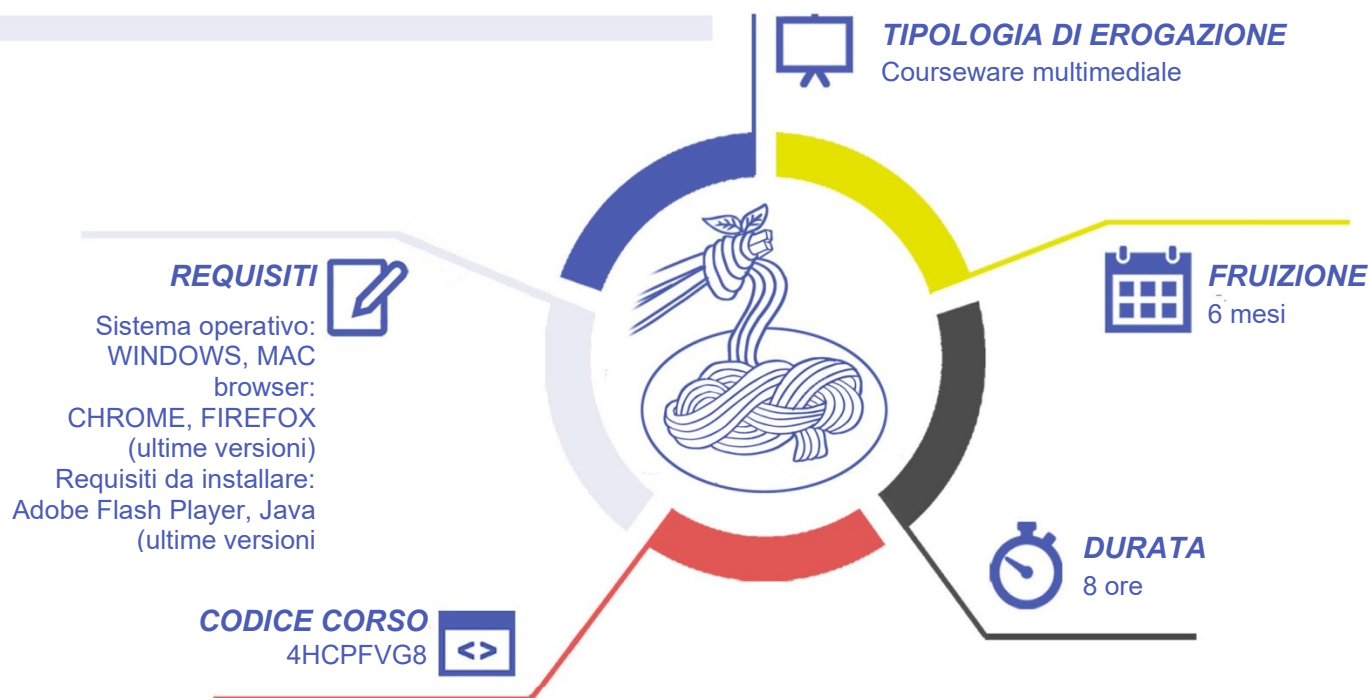 TIPOLOGIA DI EROGAZIONE
Courseware multimediale
REQUISITI
Sistema operativo:
WINDOWS, MAC
browser:
CHROME, FIREFOX
(ultime versioni)
Requisiti da installare:
Adobe Flash Player, Java
(ultime versioni
FRUIZIONE
6 mesi
DURATA
8 ore
CODICE CORSO
4HCPFVG8
<>